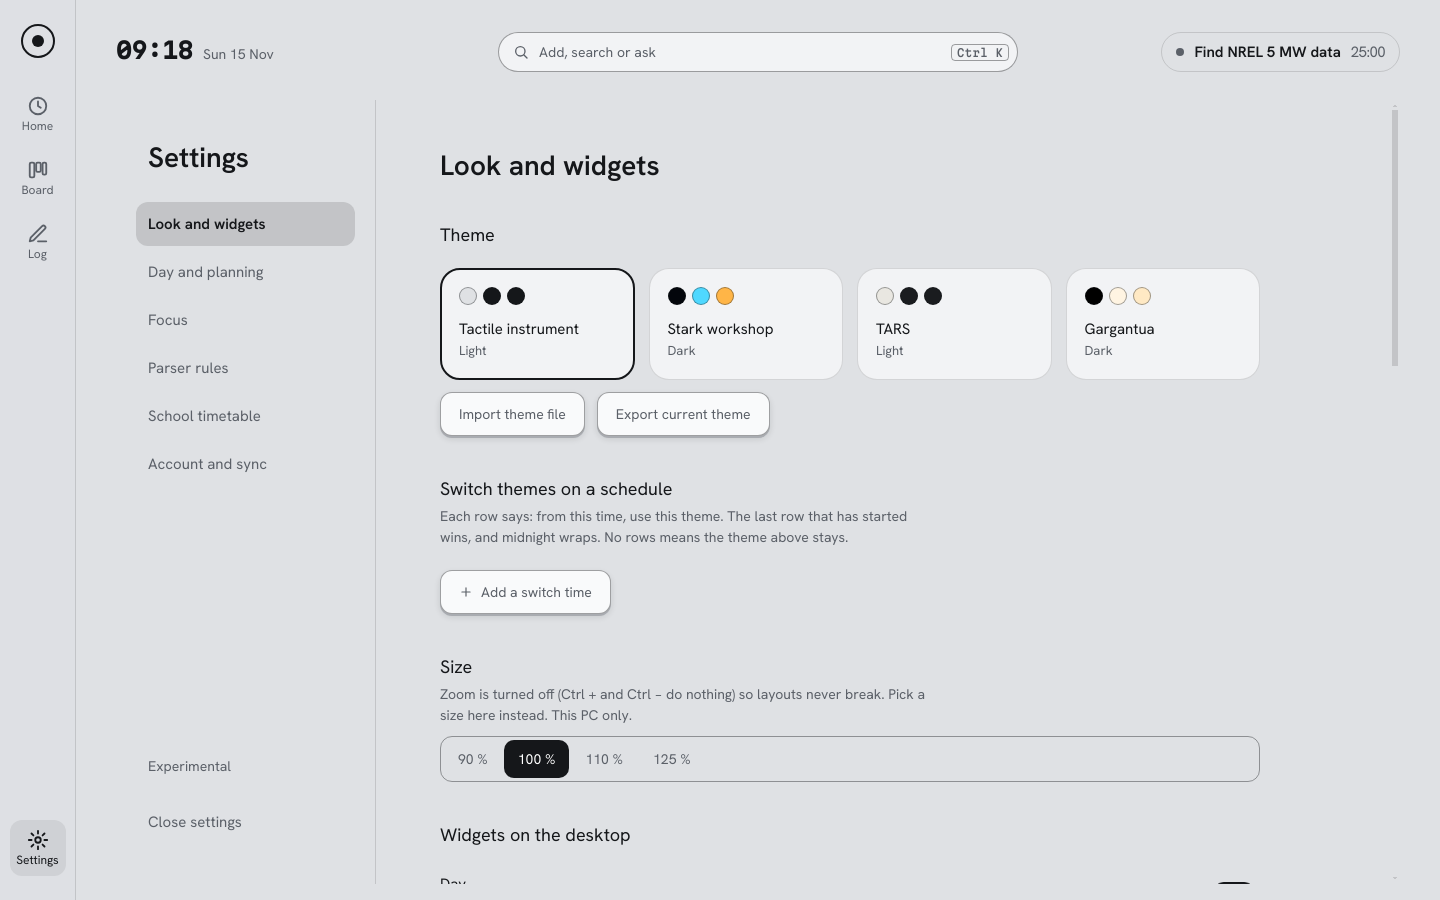 09:18 Sun 15 Nov
Add, search or ask
Ctrl K
Find NREL 5 MW data 25:00
Home
Board
Log
Settings
Settings
Look and widgets
Day and planning
Focus
Parser rules
School timetable
Account and sync
Experimental
Close settings
Look and widgets
Theme
Tactile instrument
Light
Stark workshop
Dark
TARS
Light
Gargantua
Dark
Import theme file
Export current theme
Switch themes on a schedule
Each row says: from this time, use this theme. The last row that has started
wins, and midnight wraps. No rows means the theme above stays.
Add a switch time
Size
Zoom is turned off (Ctrl + and Ctrl − do nothing) so layouts never break. Pick a
size here instead. This PC only.
90 %
100 %
110 %
125 %
Widgets on the desktop
Day